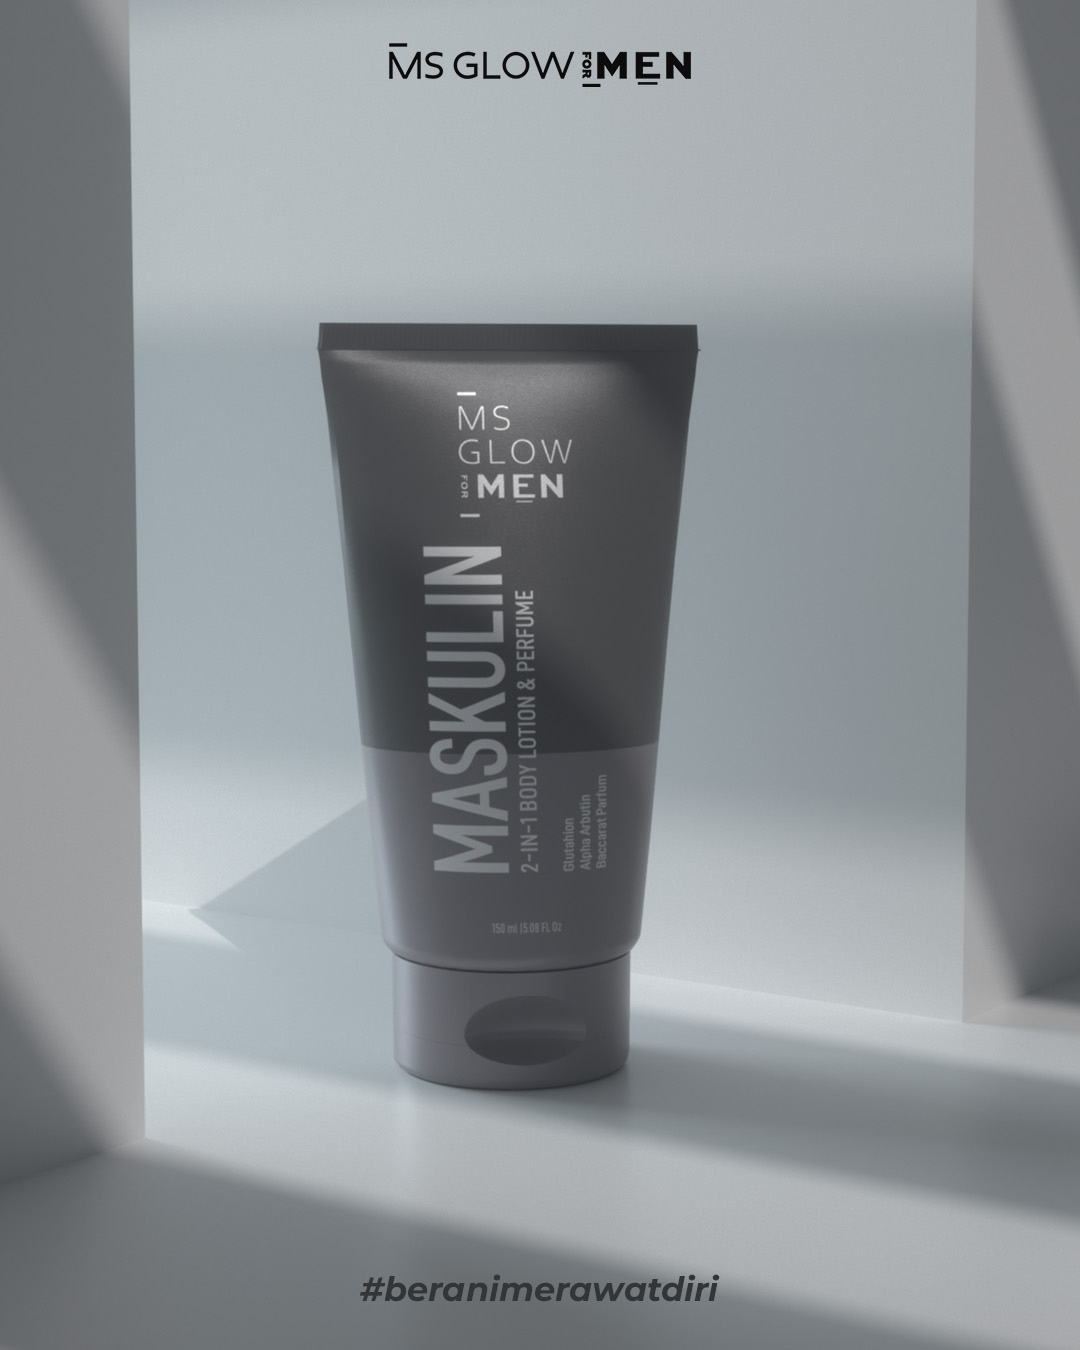 MS GLOW FOR MEN
MS
GLOW
FOR MEN
MASKULIN
2-IN-1 BODY LOTION & PERFUME
Glutahion
Alpha Arbutin
Baccarat Parfum
150 ml | 5.08 FL Oz
#beranimerawatdiri